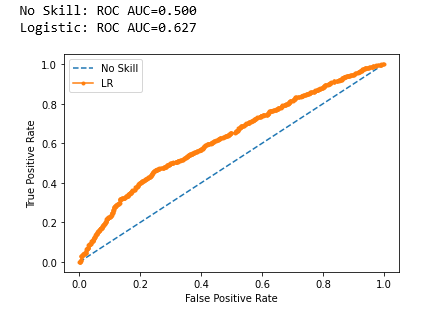 No Skill: ROC AUC=0.500
Logistic: ROC AUC=0.627
1.0
0.8
0.6
0.4
0.2
0.0
True Positive Rate
No Skill
LR
0.0 0.2 0.4 0.6 0.8 1.0
False Positive Rate